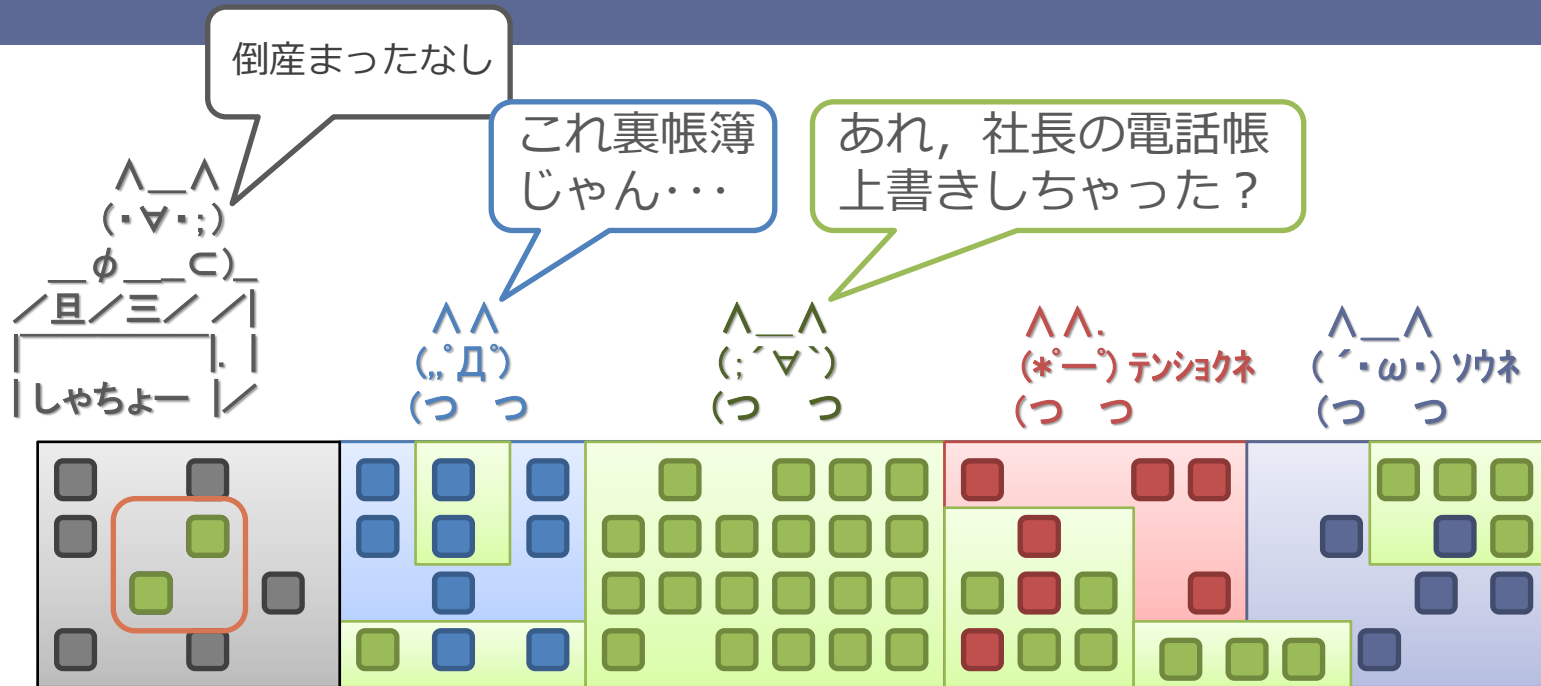 倒産まったなし
これ裏帳簿
じゃん･･･
あれ，社長の電話帳
上書きしちゃった？
∧＿∧
(・∀・;)
＿φ＿＿⊂)＿
／旦／三／ ／|
|￣￣￣￣￣|. |
|しゃちょー |／
∧∧
(,,ﾟДﾟ)
(つ つ
∧＿∧
(;´∀`)
(つ つ
∧∧.
(*ﾟ―ﾟ) ﾃﾝｼｮｸﾈ
(つ つ
∧＿∧
(´・ω・) ｿｳﾈ
(つ つ